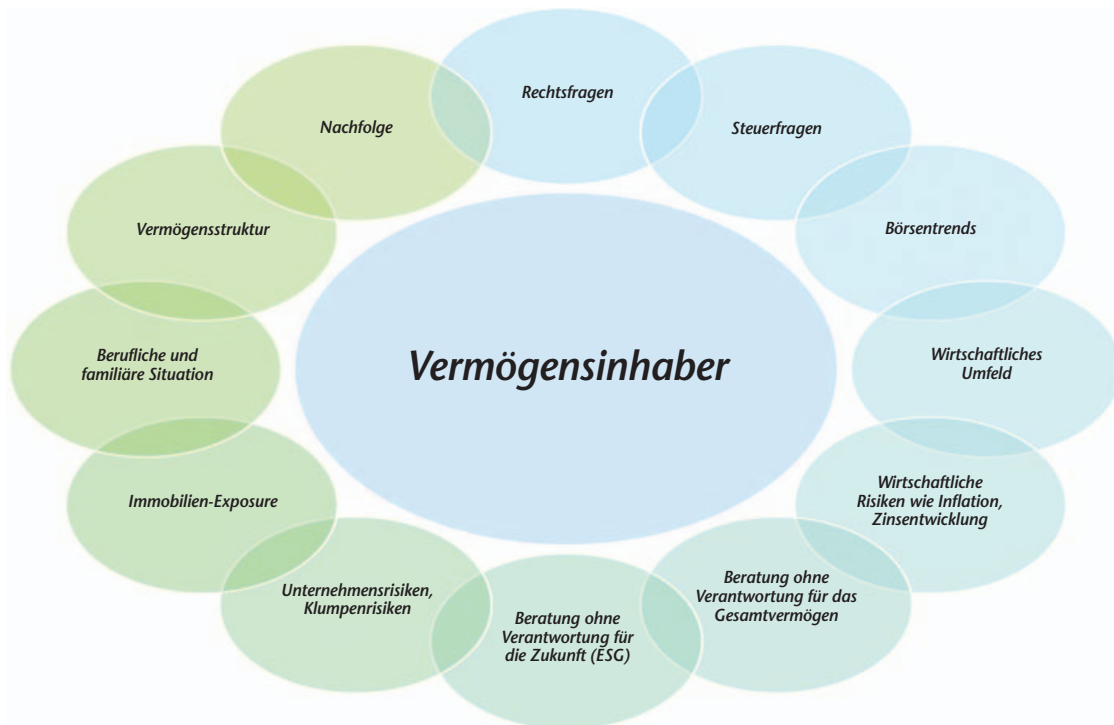 Rechtsfragen
Steuerfragen
Nachfolge
Börsentrends
Vermögensstruktur
Vermögensinhaber
Berufliche und
familiäre Situation
Wirtschaftliches
Umfeld
Immobilien-Exposure
Wirtschaftliche
Risiken wie Inflation,
Zinsentwicklung
Unternehmensrisiken,
Klumpenrisiken
Beratung ohne
Verantwortung für
die Zukunft (ESG)
Beratung ohne
Verantwortung für das
Gesamtvermögen